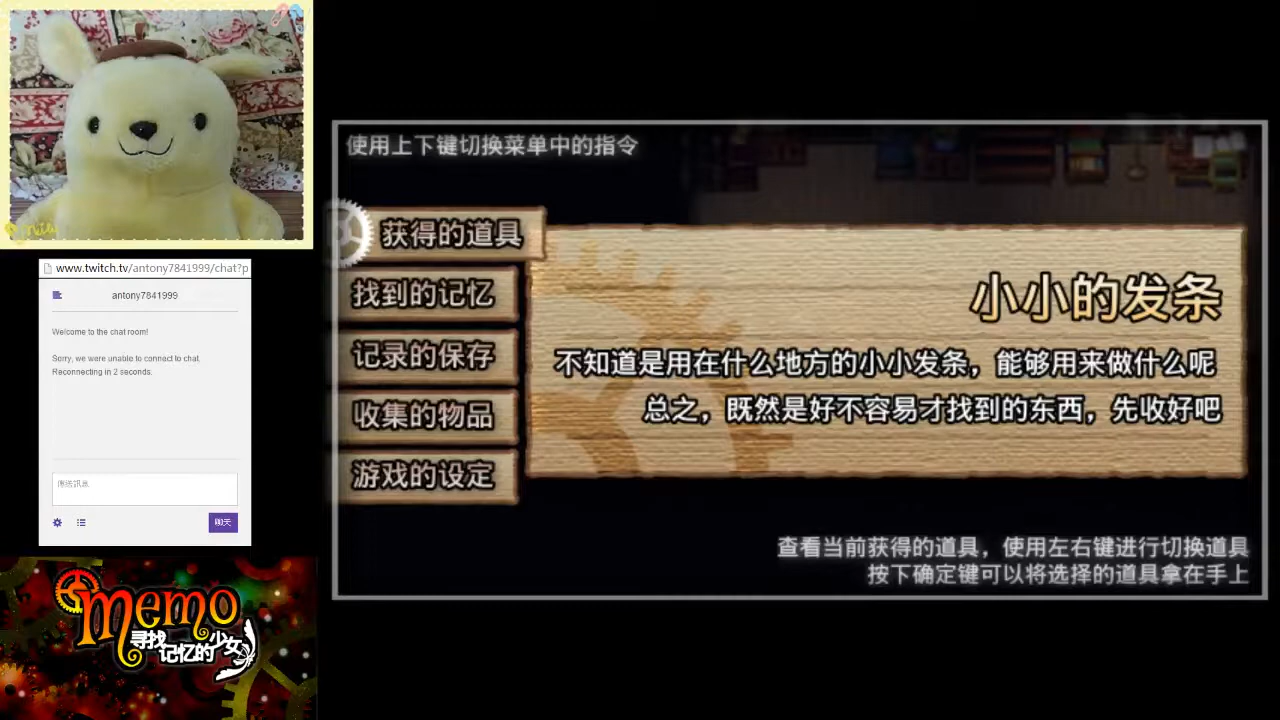 www.twitch.tv/antony7841999/chat?p
antony7841999
Welcome to the chat room!
Sorry, we were unable to connect to chat.
Reconnecting in 2 seconds.
傳送訊息
聊天
memo
寻找
记忆的少女
使用上下键切换菜单中的指令
获得的道具
找到的记忆
记录的保存
收集的物品
游戏的设定
小小的发条
不知道是用在什么地方的小小发条，能够用来做什么呢
总之，既然是好不容易才找到的东西，先收好吧
查看当前获得的道具，使用左右键进行切换道具
按下确定键可以将选择的道具拿在手上